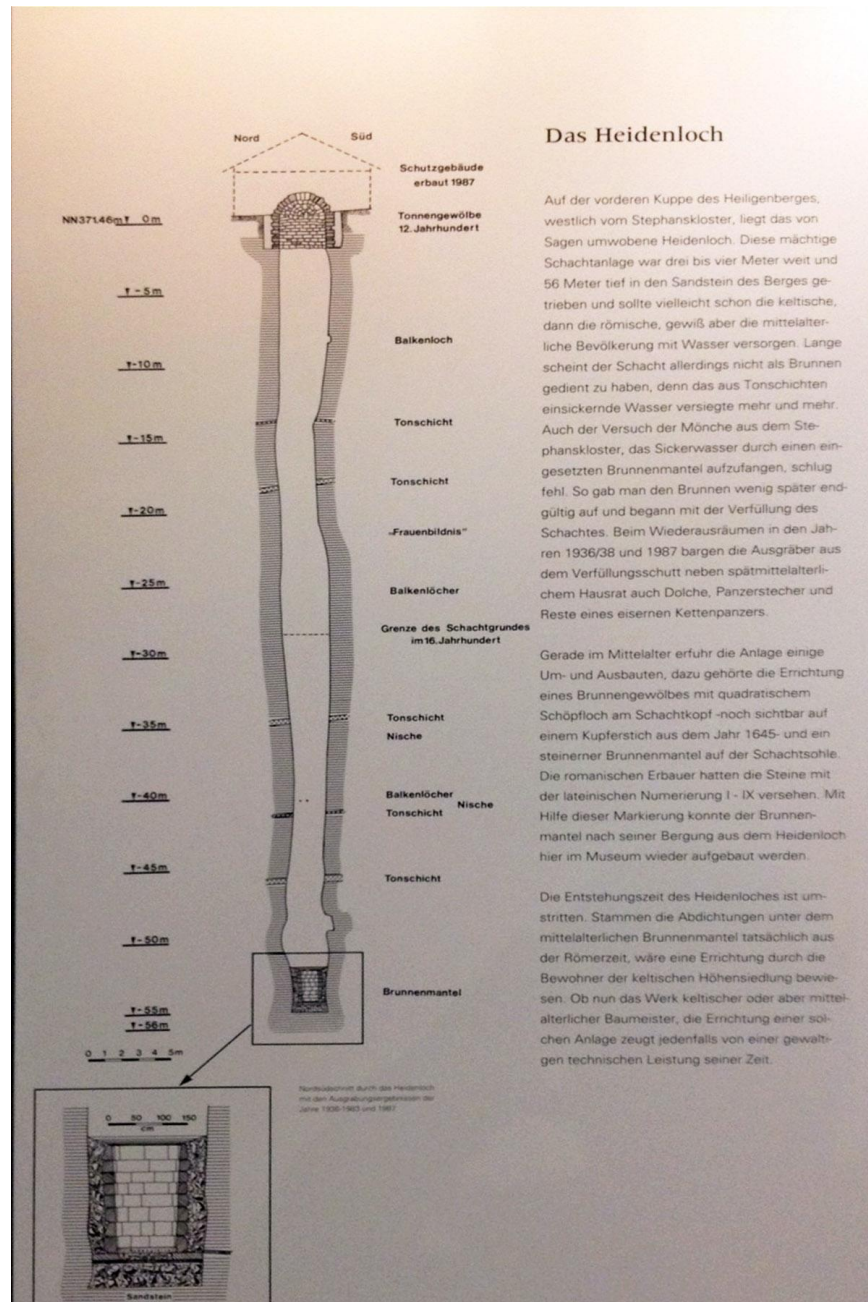 Nord Süd
Schutzgebäude
erbaut 1987
NN371.46m 0m
Tonnengewölbe
12. Jahrhundert
-5m
Balkenloch
-10m
Tonschicht
-15m
Tonschicht
-20m
„Frauenbildnis"
-25m
Balkenlöcher
Grenze des Schachtgrundes
im 16. Jahrhundert
-30m
Tonschicht
-35m
Nische
Balkenlöcher
-40m
Nische
Tonschicht
-45m
Tonschicht
-50m
Brunnenmantel
-55m
-56m
0 1 2 3 4 5m
Nordsüdschnitt durch das Heidenloch
mit den Ausgrabungsergebnissen der
Jahre und 1987
0 50 100 150
cm
Sandstein
Das Heidenloch
Auf der vorderen Kuppe des Heiligenberges,
westlich vom Stephanskloster, liegt das von
Sagen umwobene Heidenloch. Diese mächtige
Schachtanlage war drei bis vier Meter weit und
56 Meter tief in den Sandstein des Berges ge-
trieben und sollte vielleicht schon die keltische,
dann die römische, gewiß aber die mittelalter-
liche Bevölkerung mit Wasser versorgen. Lange
scheint der Schacht allerdings nicht als Brunnen
gedient zu haben, denn das aus Tonschichten
einsickernde Wasser versiegte mehr und mehr.
Auch der Versuch der Mönche aus dem Ste-
phanskloster, das Sickerwasser durch einen ein-
gesetzten Brunnenmantel aufzufangen, schlug
fehl. So gab man den Brunnen wenig später end-
gültig auf und begann mit der Verfüllung des
Schachtes. Beim Wiederausräumen in den Jah-
ren 1936/38 und 1987 bargen die Ausgräber aus
dem Verfüllungsschutt neben spätmittelalterli-
chem Hausrat auch Dolche, Panzerstecher und
Reste eines eisernen Kettenpanzers.
Gerade im Mittelalter erfuhr die Anlage einige
Um- und Ausbauten, dazu gehörte die Errichtung
eines Brunnengewölbes mit quadratischem
Schöpfloch am Schachtkopf -noch sichtbar auf
einem Kupferstich aus dem Jahr 1645- und ein
steinerner Brunnenmantel auf der Schachtsohle.
Die romanischen Erbauer hatten die Steine mit
der lateinischen Numerierung I - IX versehen. Mit
Hilfe dieser Markierung konnte der Brunnen-
mantel nach seiner Bergung aus dem Heidenloch
hier im Museum wieder aufgebaut werden.
Die Entstehungszeit des Heidenloches ist um-
stritten. Stammen die Abdichtungen unter dem
mittelalterlichen Brunnenmantel tatsächlich aus
der Römerzeit, wäre eine Errichtung durch die
Bewohner der keltischen Höhensiedlung bewie-
sen. Ob nun das Werk keltischer oder aber mittel-
alterlicher Baumeister, die Errichtung einer sol-
chen Anlage zeugt jedenfalls von einer gewalti-
gen technischen Leistung seiner Zeit.